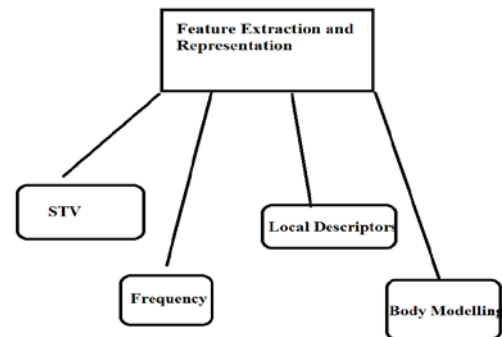 Feature Extraction and
Representation
STV
Local Descriptors
Frequency
Body Modelling